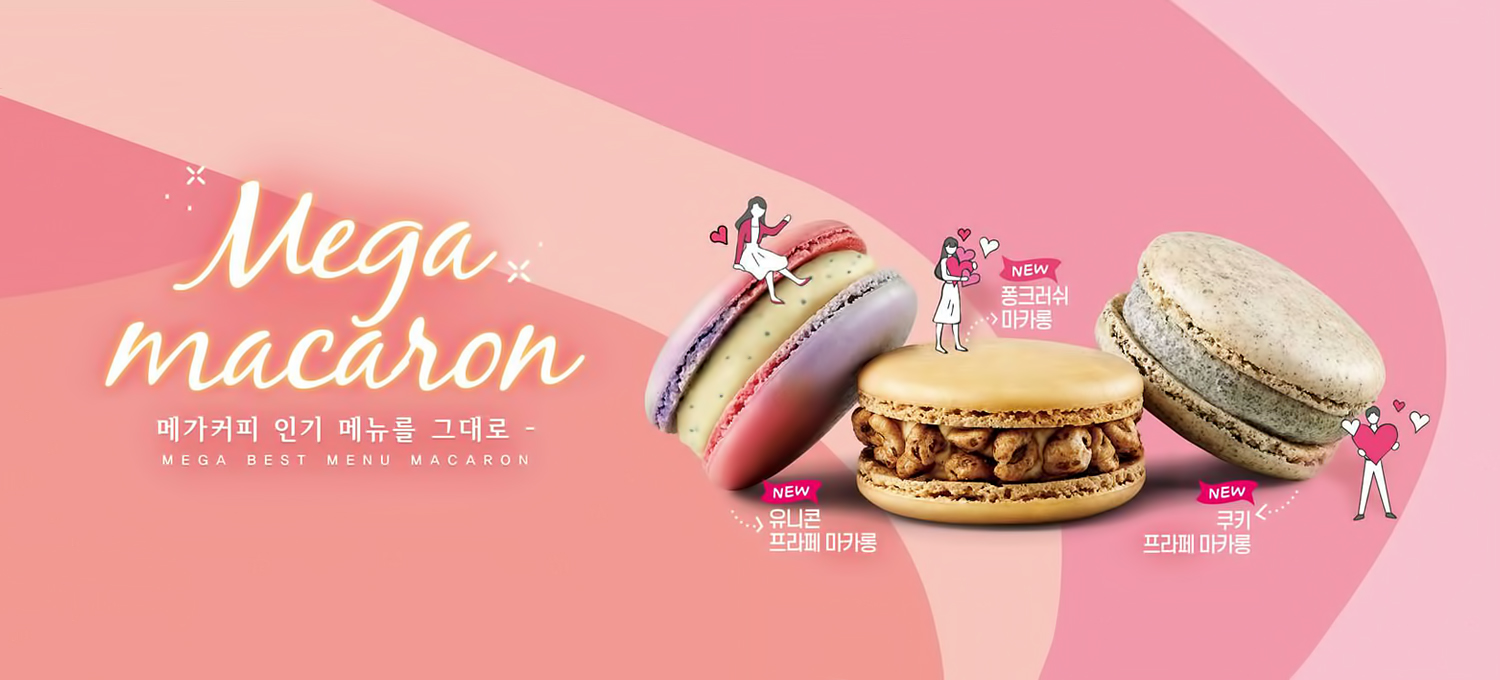 Mega
macaron
메가커피 인기 메뉴를 그대로 -
MEGA BEST MENU MACARON
NEW
유니콘
프라페 마카롱
NEW
퐁크러쉬
마카롱
NEW
쿠키
프라페 마카롱